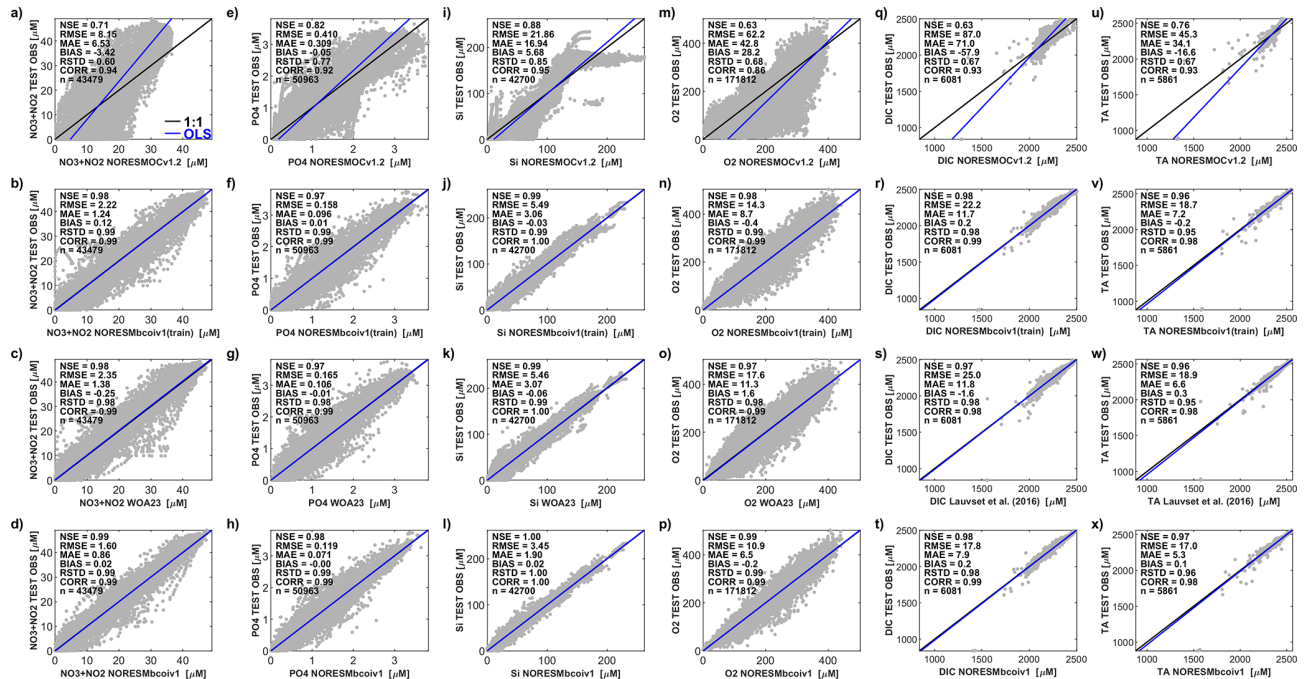 a)
NSE = 0.71
RMSE = 8.15
MAE = 6.53
BIAS = -3.42
RSTD = 0.60
CORR = 0.94
n = 43479
1:1
OLS
NO3+NO2 TEST OBS [μM]
NO3+NO2 NORESMOCv1.2 [μM]
e)
NSE = 0.82
RMSE = 0.410
MAE = 0.309
BIAS = -0.05
RSTD = 0.77
CORR = 0.92
n = 50963
PO4 TEST OBS [μM]
PO4 NORESMOCv1.2 [μM]
i)
NSE = 0.88
RMSE = 21.86
MAE = 16.94
BIAS = 5.68
RSTD = 0.85
CORR = 0.95
n = 42700
Si TEST OBS [μM]
Si NORESMOCv1.2 [μM]
m)
NSE = 0.63
RMSE = 62.2
MAE = 42.8
BIAS = 28.2
RSTD = 0.68
CORR = 0.86
n = 171812
O2 TEST OBS [μM]
O2 NORESMOCv1.2 [μM]
q)
NSE = 0.63
RMSE = 87.0
MAE = 71.0
BIAS = -57.9
RSTD = 0.67
CORR = 0.93
n = 6081
DIC TEST OBS [μM]
DIC NORESMOCv1.2 [μM]
u)
NSE = 0.76
RMSE = 45.3
MAE = 34.1
BIAS = -16.6
RSTD = 0.67
CORR = 0.93
n = 5861
TA TEST OBS [μM]
TA NORESMOCv1.2 [μM]
b)
NSE = 0.98
RMSE = 2.22
MAE = 1.24
BIAS = 0.12
RSTD = 0.99
CORR = 0.99
n = 43479
NO3+NO2 TEST OBS [μM]
NO3+NO2 NORESMbcoiv1(train) [μM]
f)
NSE = 0.97
RMSE = 0.158
MAE = 0.096
BIAS = 0.01
RSTD = 0.99
CORR = 0.99
n = 50963
PO4 TEST OBS [μM]
PO4 NORESMbcoiv1(train) [μM]
j)
NSE = 0.99
RMSE = 5.49
MAE = 3.06
BIAS = -0.03
RSTD = 0.99
CORR = 1.00
n = 42700
Si TEST OBS [μM]
Si NORESMbcoiv1(train) [μM]
n)
NSE = 0.98
RMSE = 14.3
MAE = 8.7
BIAS = -0.4
RSTD = 0.99
CORR = 0.99
n = 171812
O2 TEST OBS [μM]
O2 NORESMbcoiv1(train) [μM]
r)
NSE = 0.98
RMSE = 22.2
MAE = 11.7
BIAS = 0.2
RSTD = 0.98
CORR = 0.99
n = 6081
DIC TEST OBS [μM]
DIC NORESMbcoiv1(train) [μM]
v)
NSE = 0.96
RMSE = 18.7
MAE = 7.2
BIAS = -0.2
RSTD = 0.95
CORR = 0.98
n = 5861
TA TEST OBS [μM]
TA NORESMbcoiv1(train) [μM]
c)
NSE = 0.98
RMSE = 2.35
MAE = 1.38
BIAS = -0.25
RSTD = 0.98
CORR = 0.99
n = 43479
NO3+NO2 TEST OBS [μM]
NO3+NO2 WOA23 [μM]
g)
NSE = 0.97
RMSE = 0.165
MAE = 0.106
BIAS = -0.01
RSTD = 0.98
CORR = 0.99
n = 50963
PO4 TEST OBS [μM]
PO4 WOA23 [μM]
k)
NSE = 0.99
RMSE = 5.46
MAE = 3.07
BIAS = -0.06
RSTD = 0.99
CORR = 1.00
n = 42700
Si TEST OBS [μM]
Si WOA23 [μM]
o)
NSE = 0.97
RMSE = 17.6
MAE = 11.3
BIAS = 1.6
RSTD = 0.98
CORR = 0.99
n = 171812
O2 TEST OBS [μM]
O2 WOA23 [μM]
s)
NSE = 0.97
RMSE = 25.0
MAE = 11.8
BIAS = -1.6
RSTD = 0.98
CORR = 0.98
n = 6081
DIC TEST OBS [μM]
DIC Lauvset et al. (2016) [μM]
w)
NSE = 0.96
RMSE = 18.9
MAE = 6.6
BIAS = 0.3
RSTD = 0.95
CORR = 0.98
n = 5861
TA TEST OBS [μM]
TA Lauvset et al. (2016) [μM]
d)
NSE = 0.99
RMSE = 1.60
MAE = 0.86
BIAS = 0.02
RSTD = 0.99
CORR = 0.99
n = 43479
NO3+NO2 TEST OBS [μM]
NO3+NO2 NORESMbcoiv1 [μM]
h)
NSE = 0.98
RMSE = 0.119
MAE = 0.071
BIAS = -0.00
RSTD = 0.99
CORR = 0.99
n = 50963
PO4 TEST OBS [μM]
PO4 NORESMbcoiv1 [μM]
l)
NSE = 1.00
RMSE = 3.45
MAE = 1.90
BIAS = 0.02
RSTD = 1.00
CORR = 1.00
n = 42700
Si TEST OBS [μM]
Si NORESMbcoiv1 [μM]
p)
NSE = 0.99
RMSE = 10.9
MAE = 6.5
BIAS = -0.2
RSTD = 0.99
CORR = 0.99
n = 171812
O2 TEST OBS [μM]
O2 NORESMbcoiv1 [μM]
t)
NSE = 0.98
RMSE = 17.8
MAE = 7.9
BIAS = 0.2
RSTD = 0.98
CORR = 0.99
n = 6081
DIC TEST OBS [μM]
DIC NORESMbcoiv1 [μM]
x)
NSE = 0.97
RMSE = 17.0
MAE = 5.3
BIAS = 0.1
RSTD = 0.96
CORR = 0.98
n = 5861
TA TEST OBS [μM]
TA NORESMbcoiv1 [μM]